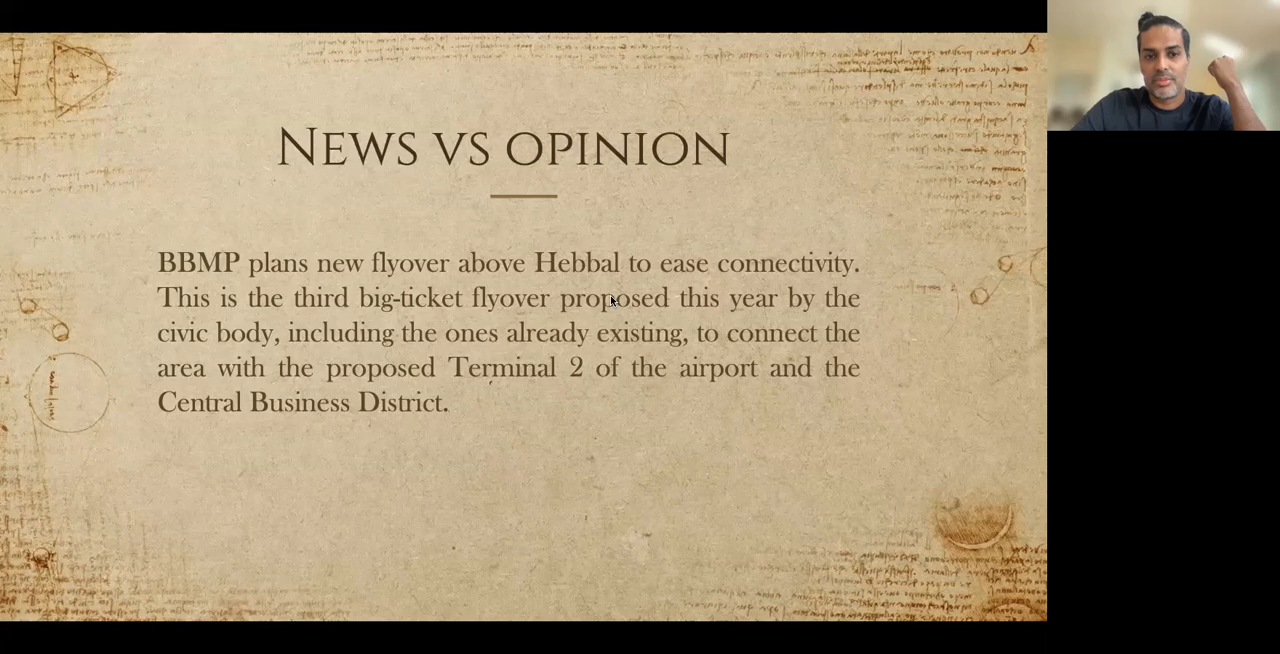 NEWS VS OPINION
BBMP plans new flyover above Hebbal to ease connectivity.
This is the third big-ticket flyover proposed this year by the
civic body, including the ones already existing, to connect the
area with the proposed Terminal 2 of the airport and the
Central Business District.